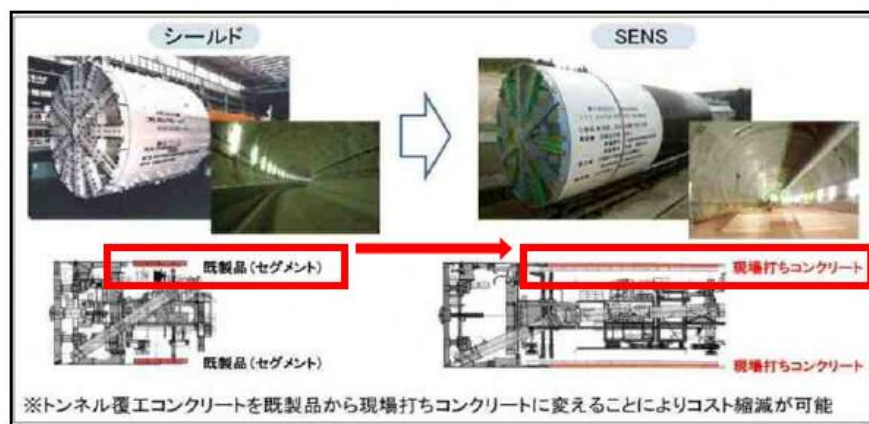 シールド
SENS
既製品(セグメント)
現場打ちコンクリート
既製品(セグメント)
現場打ちコンクリート
※トンネル覆工コンクリートを既製品から現場打ちコンクリートに変えることによりコスト縮減が可能